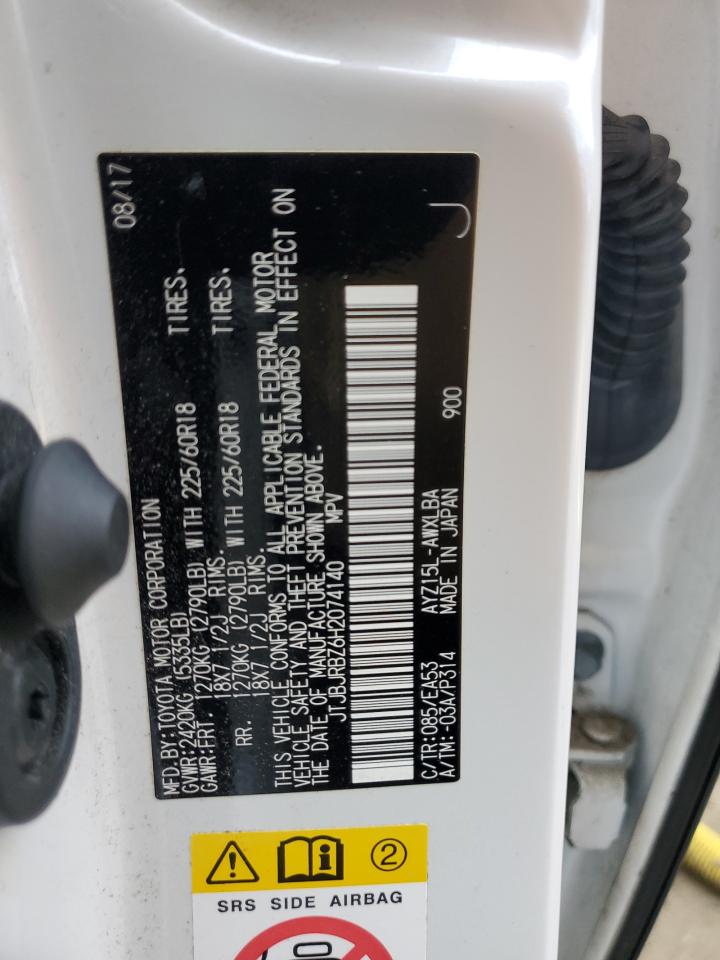 MFD.BY:TOYOTA MOTOR CORPORATION 08/17
GVWR:2420KG (5335LB)
GAWR:FRT. 1270KG (2790LB) WITH 225/60R18 TIRES.
18X7 1/2J RIMS.
RR. 1270KG (2790LB) WITH 225/60R18 TIRES.
18X7 1/2J RIMS.
THIS VEHICLE CONFORMS TO ALL APPLICABLE FEDERAL MOTOR
VEHICLE SAFETY AND THEFT PREVENTION STANDARDS IN EFFECT ON
THE DATE OF MANUFACTURE SHOWN ABOVE.
JTJBJRBZ6H2074140 MPV
C/TR:085/EA53 AYZ15L-AWXLBA 900
A/TM:-03A/P314 MADE IN JAPAN
J
2
SRS SIDE AIRBAG